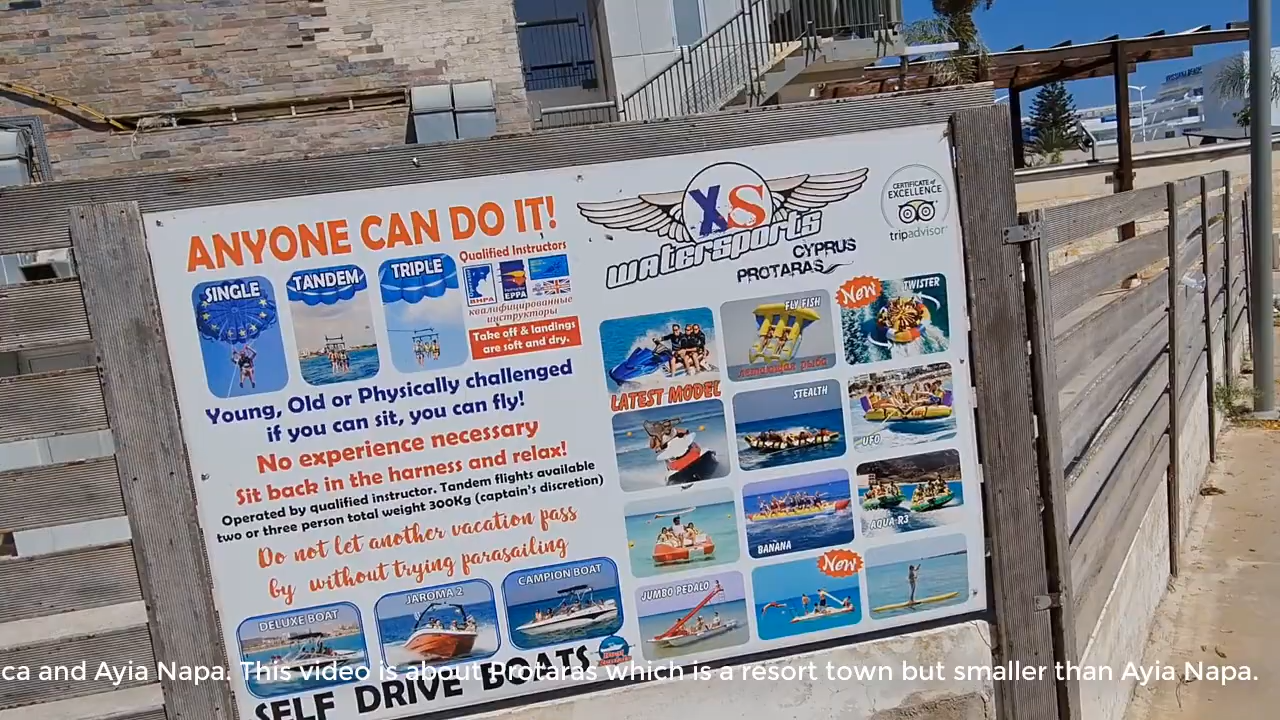 ANYONE CAN DO IT!
SINGLE
TANDEM
TRIPLE
Qualified Instructors
BHPA
EPPA
квалифицированные
инструкторы
Take off & landings
are soft and dry.
Young, Old or Physically challenged
if you can sit, you can fly!
No experience necessary
Sit back in the harness and relax!
Operated by qualified instructor. Tandem flights available
two or three person total weight 300Kg (captain's discretion)
Do not let another vacation pass
by without trying parasailing
DELUXE BOAT
JAROMA 2
CAMPION BOAT
SELF DRIVE BOATS
XS
watersports
CYPRUS
PROTARAS
CERTIFICATE of
EXCELLENCE
tripadvisor
LATEST MODEL
FLY FISH
New
TWISTER
STEALTH
UFO
BANANA
AQUA R3
JUMBO PEDALO
New
ca and Ayia Napa. This video is about Protaras which is a resort town but smaller than Ayia Napa.